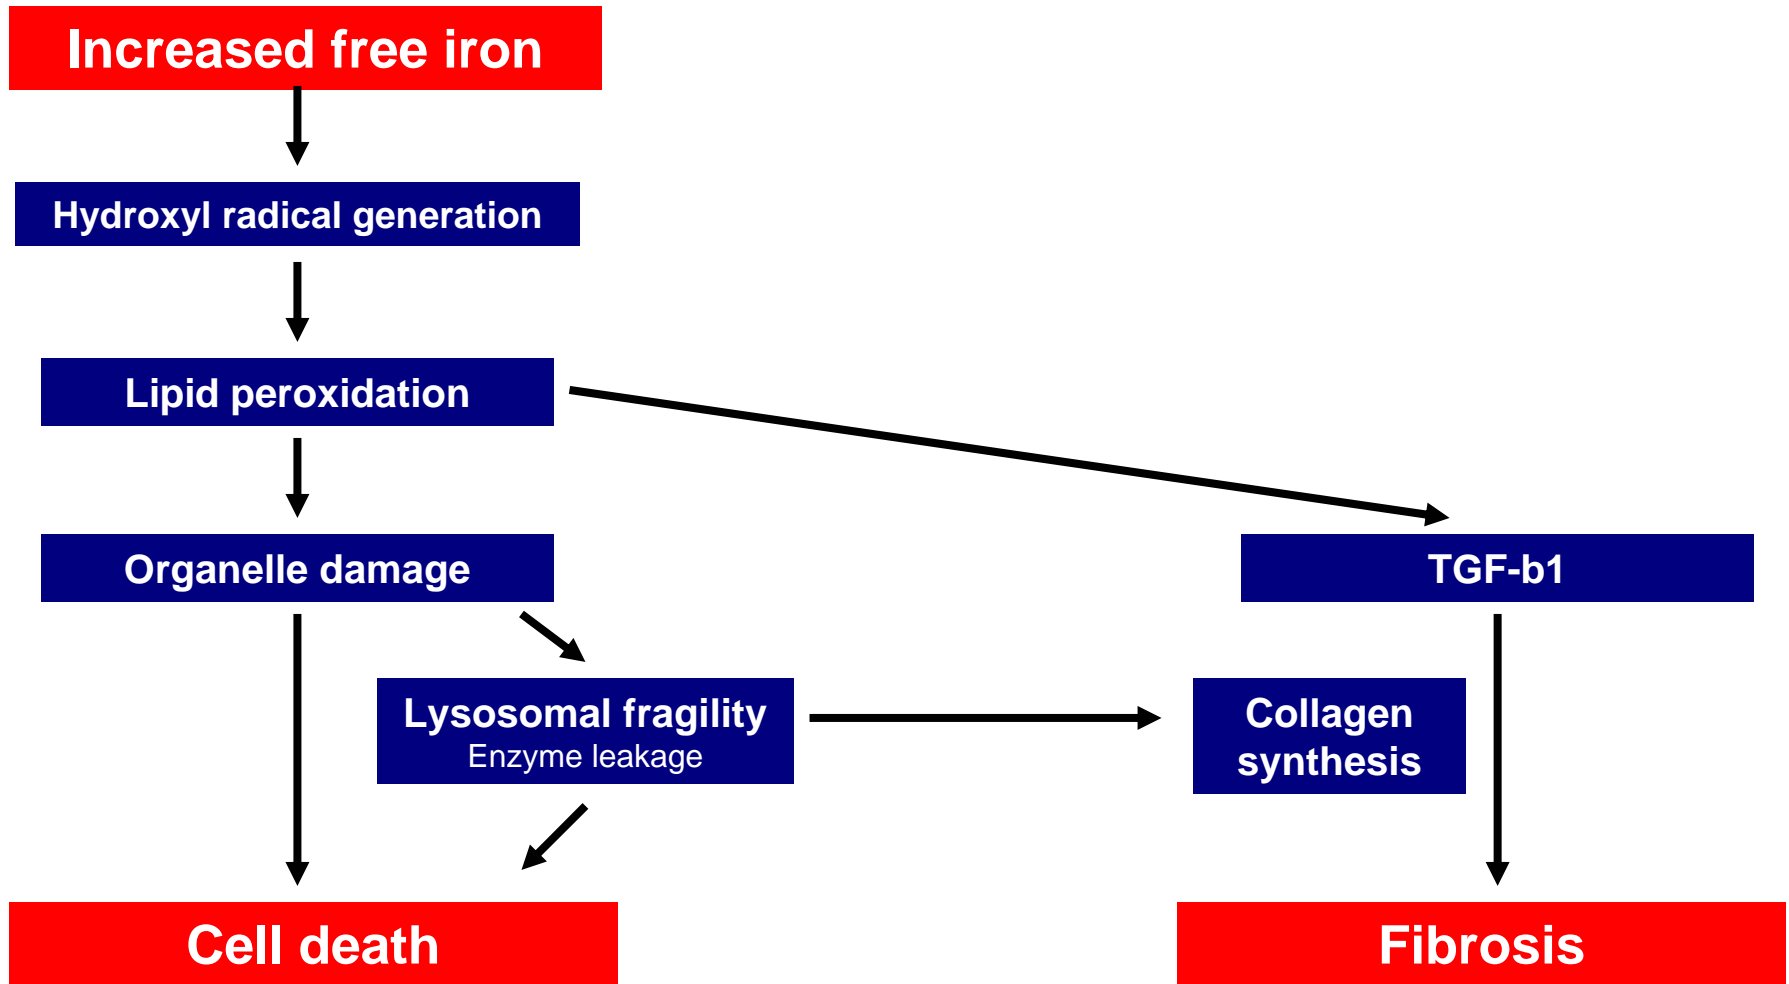 Increased free iron
Hydroxyl radical generation
Lipid peroxidation
Organelle damage
TGF-b1
Lysosomal fragility
Enzyme leakage
Collagen
synthesis
Cell death
Fibrosis